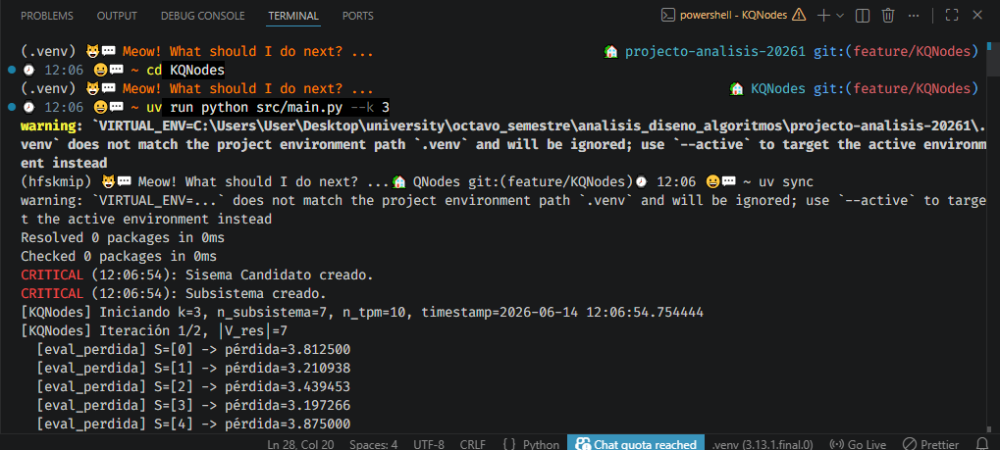 PROBLEMS OUTPUT DEBUG CONSOLE TERMINAL PORTS powershell - KQNodes
(.venv) 😺💬 Meow! What should I do next? ... 🏠 projecto-analisis-20261 git:(feature/KQNodes)
🕗 12:06 😄💬 ~ cd KQNodes
(.venv) 😺💬 Meow! What should I do next? ... 🏠 KQNodes git:(feature/KQNodes)
🕗 12:06 😄💬 ~ uv run python src/main.py --k 3
warning: `VIRTUAL_ENV=C:\Users\User\Desktop\university\octavo_semestre\analisis_diseno_algoritmos\projecto-analisis-20261\.
venv` does not match the project environment path `.venv` and will be ignored; use `--active` to target the active environm
ent instead
(hfskmip) 😺💬 Meow! What should I do next? ...🏠 QNodes git:(feature/KQNodes)🕗 12:06 😄💬 ~ uv sync
warning: `VIRTUAL_ENV=...` does not match the project environment path `.venv` and will be ignored; use `--active` to targe
t the active environment instead
Resolved 0 packages in 0ms
Checked 0 packages in 0ms
CRITICAL (12:06:54): Sisema Candidato creado.
CRITICAL (12:06:54): Subsistema creado.
[KQNodes] Iniciando k=3, n_subsistema=7, n_tpm=10, timestamp=2026-06-14 12:06:54.754444
[KQNodes] Iteración 1/2, |V_res|=7
[eval_perdida] S=[0] -> pérdida=3.812500
[eval_perdida] S=[1] -> pérdida=3.210938
[eval_perdida] S=[2] -> pérdida=3.439453
[eval_perdida] S=[3] -> pérdida=3.197266
[eval_perdida] S=[4] -> pérdida=3.875000
Ln 28, Col 20 Spaces: 4 UTF-8 CRLF {} Python Chat quota reached .venv (3.13.1.final.0) Go Live Prettier